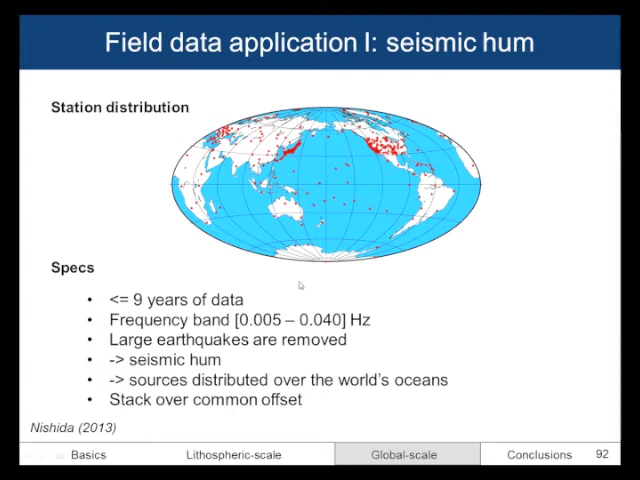 Field data application I: seismic hum
Station distribution
Specs
• <= 9 years of data
• Frequency band [0.005 – 0.040] Hz
• Large earthquakes are removed
• -> seismic hum
• -> sources distributed over the world's oceans
• Stack over common offset
Nishida (2013)
Basics Lithospheric-scale Global-scale Conclusions 92